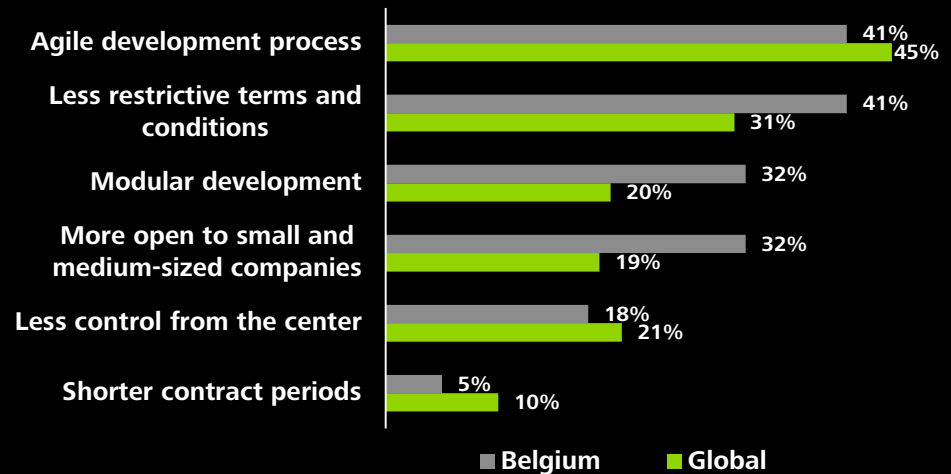 Agile development process
41%
45%
Less restrictive terms and
conditions
41%
31%
Modular development
32%
20%
More open to small and
medium-sized companies
32%
19%
Less control from the center
18%
21%
Shorter contract periods
5%
10%
Belgium Global